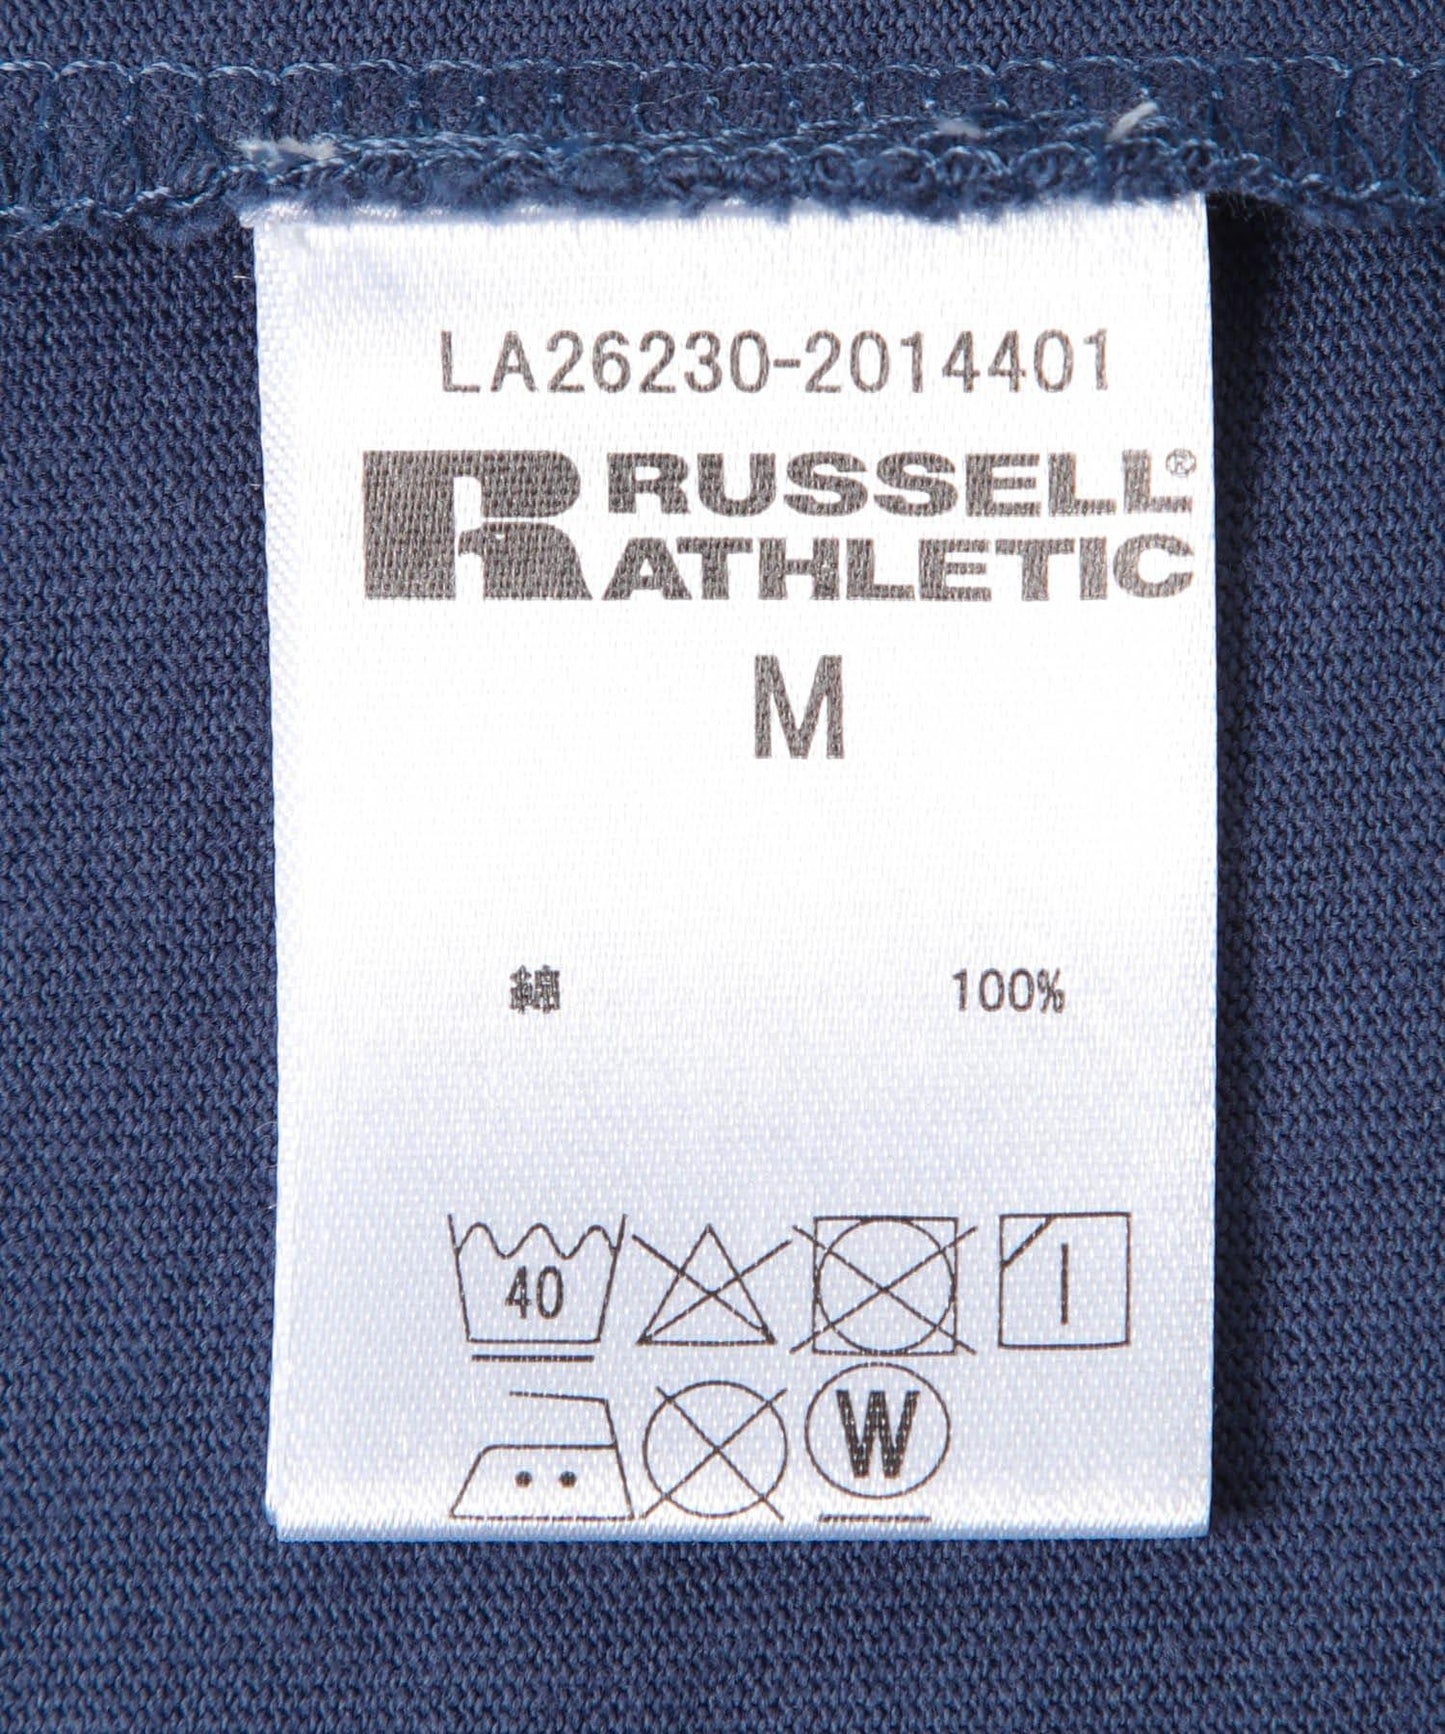 LA26230-2014401
RUSSELL®
ATHLETIC
M
綿 100%
40
W